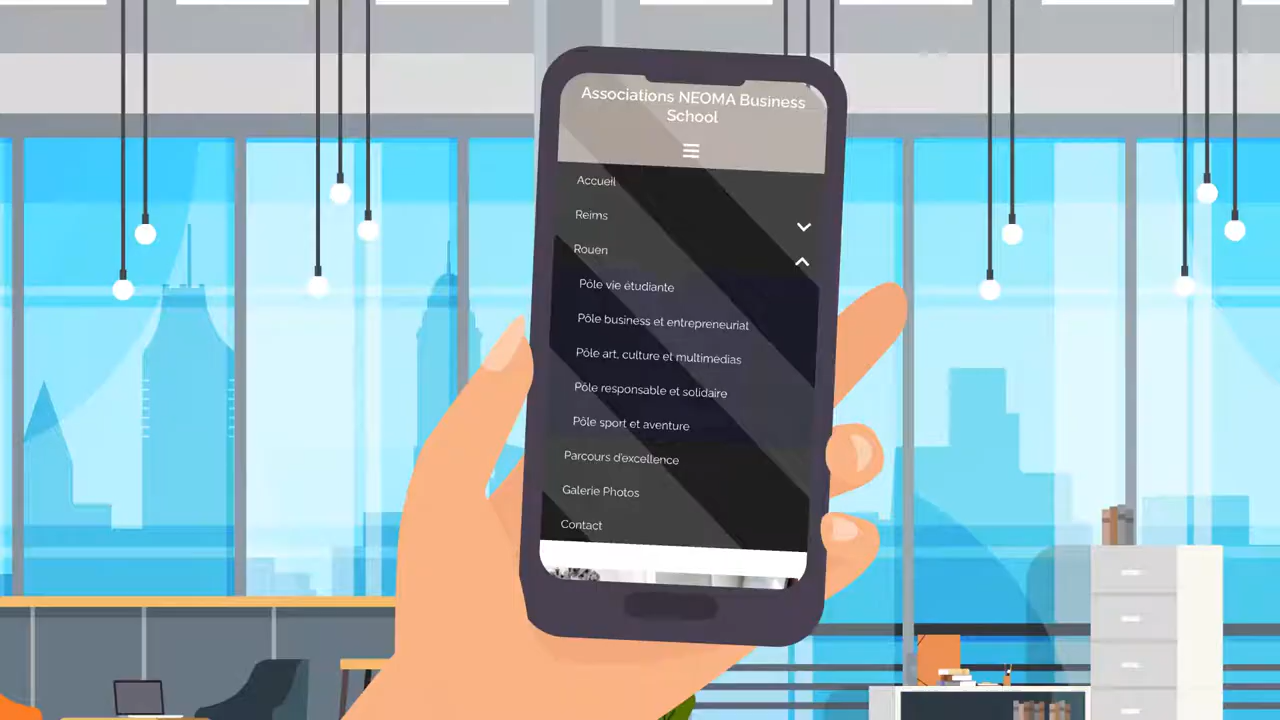 Associations NEOMA Business
School
Accueil
Reims
Rouen
Pôle vie étudiante
Pôle business et entrepreneuriat
Pôle art, culture et multimédias
Pôle responsable et solidaire
Pôle sport et aventure
Parcours d'excellence
Galerie Photos
Contact